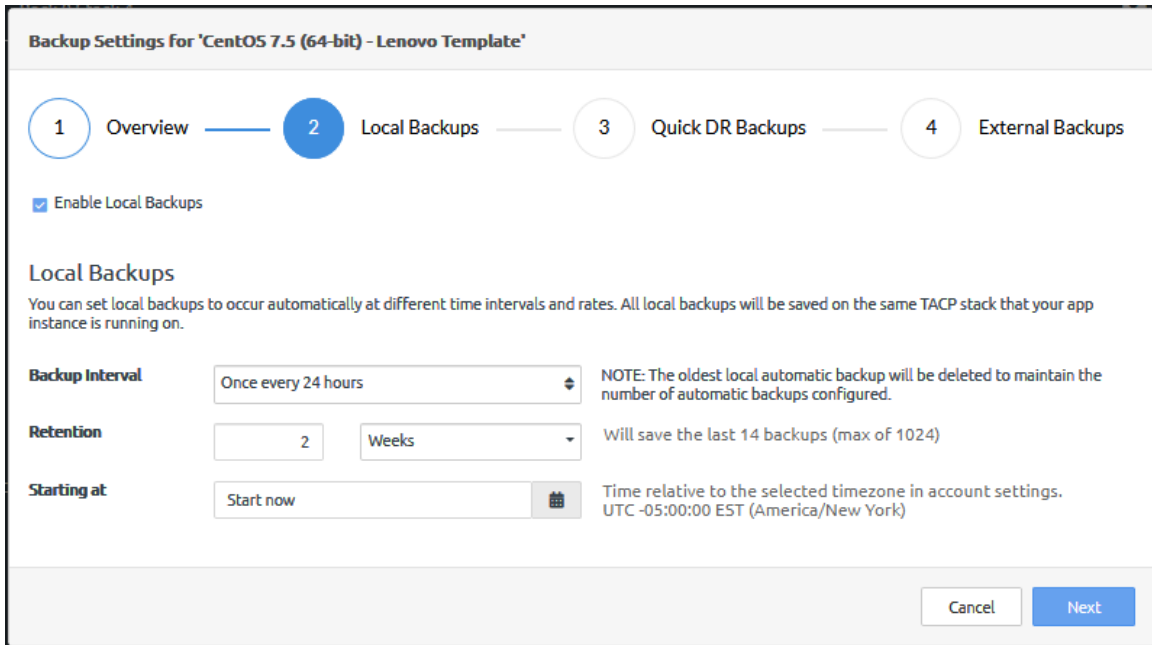 Backup Settings for 'CentOS 7.5 (64-bit) - Lenovo Template'
1 Overview 2 Local Backups 3 Quick DR Backups 4 External Backups
Enable Local Backups
Local Backups
You can set local backups to occur automatically at different time intervals and rates. All local backups will be saved on the same TACP stack that your app
instance is running on.
Backup Interval
Once every 24 hours
NOTE: The oldest local automatic backup will be deleted to maintain the
number of automatic backups configured.
Retention
2 Weeks
Will save the last 14 backups (max of 1024)
Starting at
Start now
Time relative to the selected timezone in account settings.
UTC -05:00:00 EST (America/New York)
Cancel Next